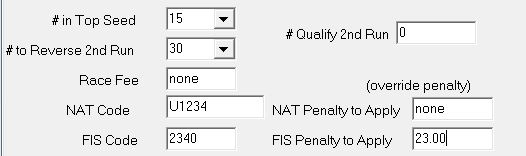 # in Top Seed 15
# Qualify 2nd Run 0
# to Reverse 2nd Run 30
Race Fee none
(override penalty)
NAT Code U1234 NAT Penalty to Apply none
FIS Code 2340 FIS Penalty to Apply 23.00